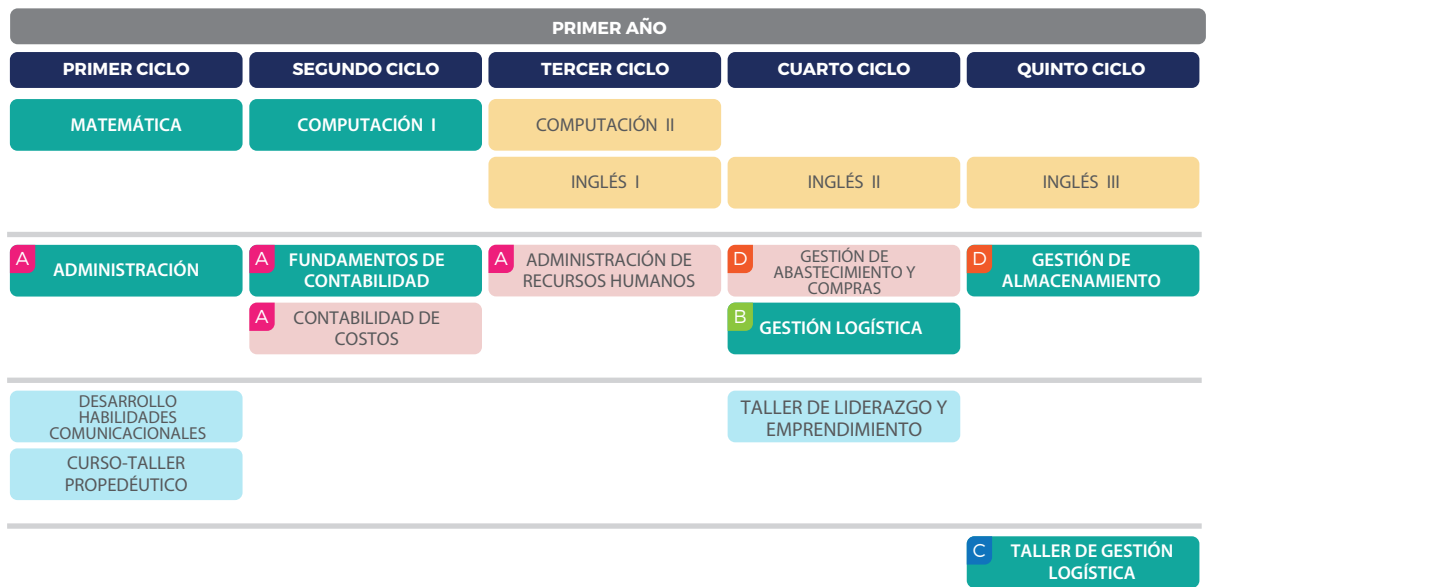 PRIMER AÑO
PRIMER CICLO
SEGUNDO CICLO
TERCER CICLO
CUARTO CICLO
QUINTO CICLO
MATEMÁTICA
COMPUTACIÓN I
COMPUTACIÓN II
INGLÉS I
INGLÉS II
INGLÉS III
A
ADMINISTRACIÓN
A
FUNDAMENTOS DE
CONTABILIDAD
A
ADMINISTRACIÓN DE
RECURSOS HUMANOS
D
GESTIÓN DE
ABASTECIMIENTO Y
COMPRAS
D
GESTIÓN DE
ALMACENAMIENTO
A
CONTABILIDAD DE
COSTOS
B
GESTIÓN LOGÍSTICA
DESARROLLO
HABILIDADES
COMUNICACIONALES
TALLER DE LIDERAZGO Y
EMPRENDIMIENTO
CURSO-TALLER
PROPEDÉUTICO
C
TALLER DE GESTIÓN
LOGÍSTICA